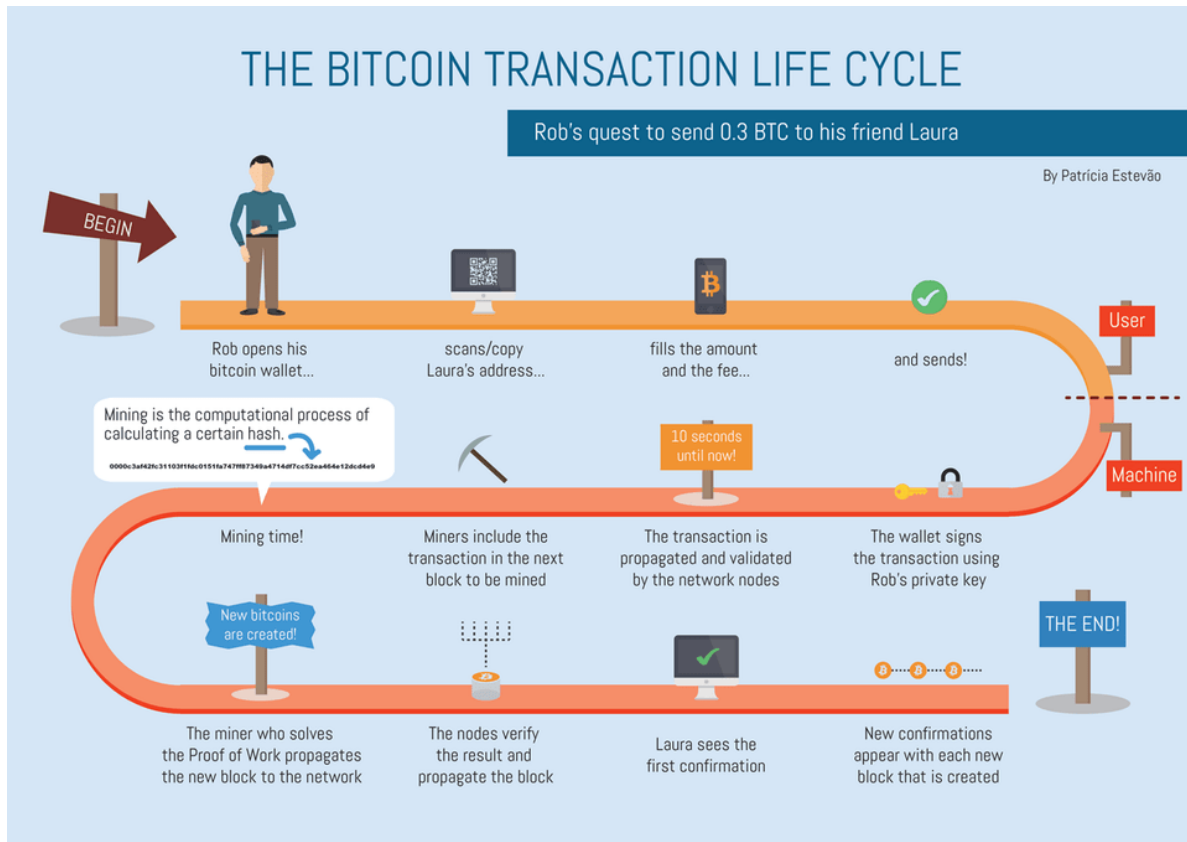 THE BITCOIN TRANSACTION LIFE CYCLE
Rob's quest to send 0.3 BTC to his friend Laura
By Patrícia Estevão
BEGIN
Rob opens his
bitcoin wallet...
scans/copy
Laura's address...
fills the amount
and the fee...
and sends!
User
Machine
The wallet signs
the transaction using
Rob's private key
10 seconds
until now!
The transaction is
propagated and validated
by the network nodes
Miners include the
transaction in the next
block to be mined
Mining is the computational process of
calculating a certain hash.
Mining time!
New bitcoins
are created!
The miner who solves
the Proof of Work propagates
the new block to the network
The nodes verify
the result and
propagate the block
Laura sees the
first confirmation
New confirmations
appear with each new
block that is created
THE END!